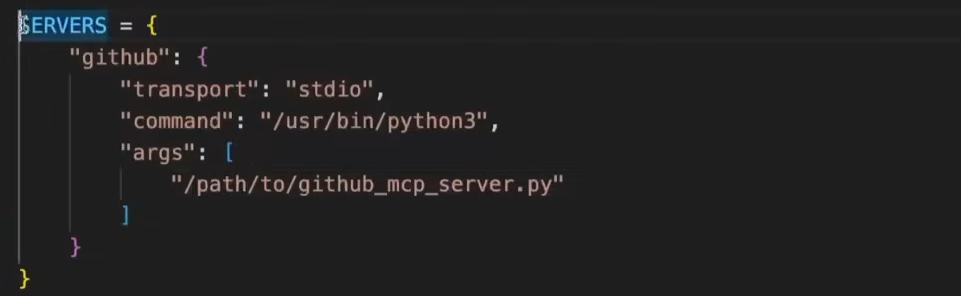 SERVERS = {
    "github": {
        "transport": "stdio",
        "command": "/usr/bin/python3",
        "args": [
            "/path/to/github_mcp_server.py"
        ]
    }
}